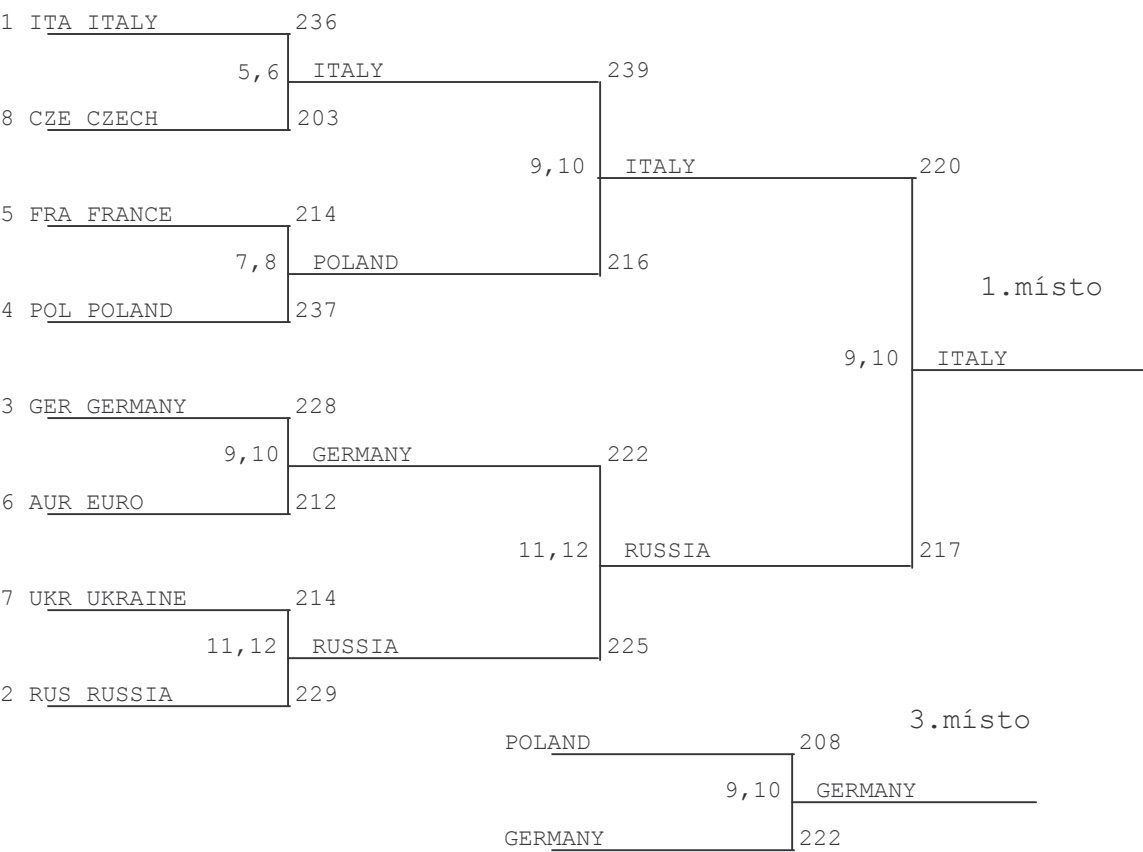 1 ITA ITALY 236
5,6 ITALY 239
8 CZE CZECH 203
9,10 ITALY 220
5 FRA FRANCE 214
7,8 POLAND 216
1.místo
4 POL POLAND 237
9,10 ITALY
3 GER GERMANY 228
9,10 GERMANY 222
6 AUR EURO 212
11,12 RUSSIA 217
7 UKR UKRAINE 214
11,12 RUSSIA 225
2 RUS RUSSIA 229
3.místo
POLAND 208
9,10 GERMANY
GERMANY 222